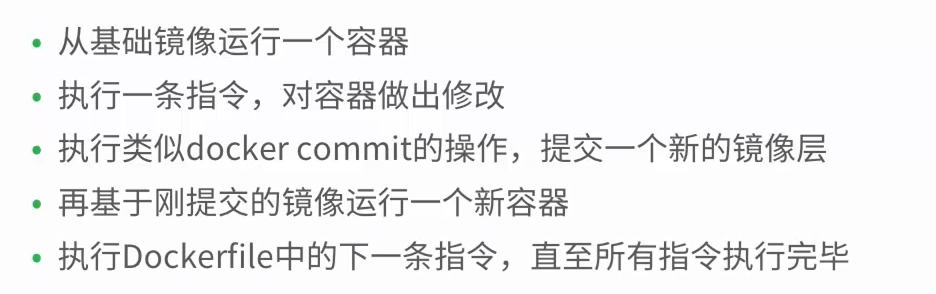 • 从基础镜像运行一个容器
• 执行一条指令，对容器做出修改
• 执行类似docker commit的操作，提交一个新的镜像层
• 再基于刚提交的镜像运行一个新容器
• 执行Dockerfile中的下一条指令，直至所有指令执行完毕